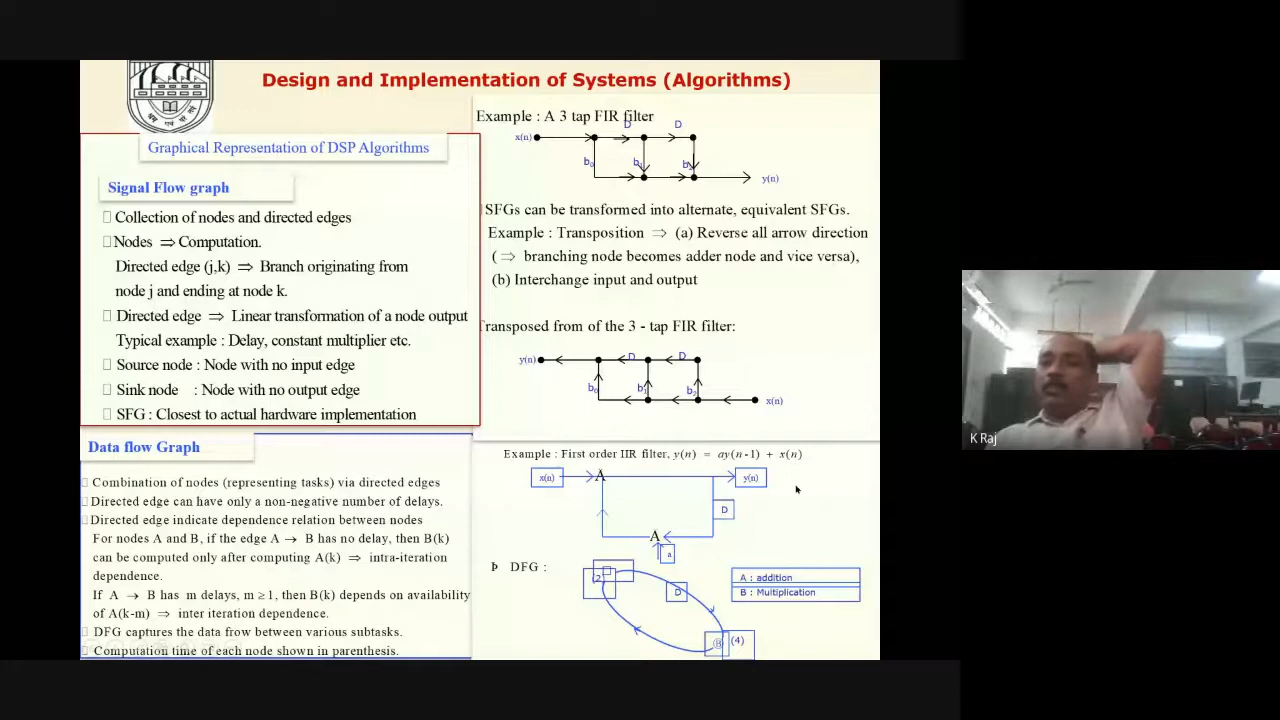 Design and Implementation of Systems (Algorithms)
Graphical Representation of DSP Algorithms
Signal Flow graph
Collection of nodes and directed edges
Nodes ⇒ Computation.
Directed edge (j,k) ⇒ Branch originating from
node j and ending at node k.
Directed edge ⇒ Linear transformation of a node output
Typical example : Delay, constant multiplier etc.
Source node : Node with no input edge
Sink node : Node with no output edge
SFG : Closest to actual hardware implementation
Data flow Graph
Combination of nodes (representing tasks) via directed edges
Directed edge can have only a non-negative number of delays.
Directed edge indicate dependence relation between nodes
For nodes A and B, if the edge A → B has no delay, then B(k)
can be computed only after computing A(k) ⇒ intra-iteration
dependence.
If A → B has m delays, m ≥ 1, then B(k) depends on availability
of A(k-m) ⇒ inter iteration dependence.
DFG captures the data frow between various subtasks.
Computation time of each node shown in parenthesis.
Example : A 3 tap FIR filter
D D
x(n)
b₀ b₁ b₂
y(n)
SFGs can be transformed into alternate, equivalent SFGs.
Example : Transposition ⇒ (a) Reverse all arrow direction
( ⇒ branching node becomes adder node and vice versa),
(b) Interchange input and output
Transposed from of the 3 - tap FIR filter:
y(n) D D
b₀ b₁ b₂
x(n)
Example : First order IIR filter, y(n) = ay(n-1) + x(n)
x(n) A y(n)
D
A
a
Þ DFG :
(2)
D
A : addition
B : Multiplication
B (4)
K Raj